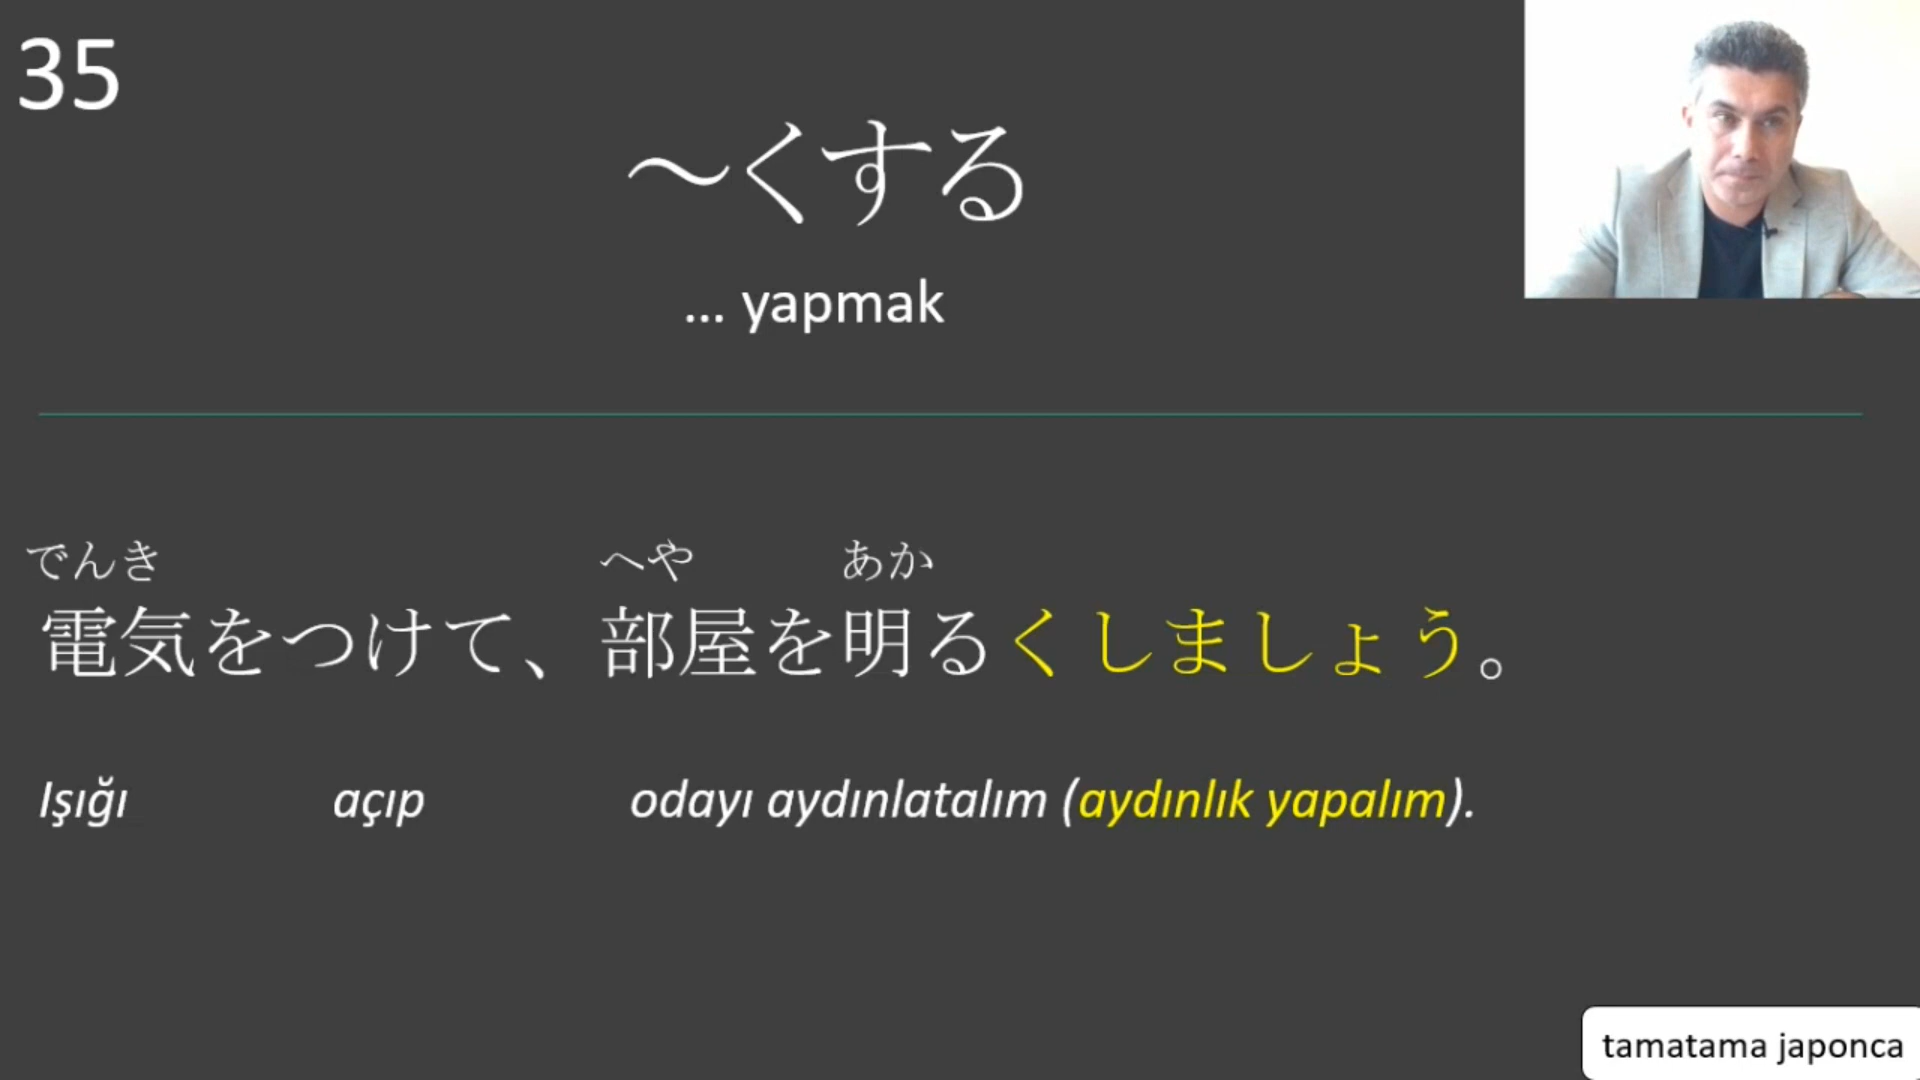 35
〜くする
... yapmak
でんき へや あか
電気をつけて、部屋を明るくしましょう。
Işığı açıp odayı aydınlatalım (aydınlık yapalım).
tamatama japonca